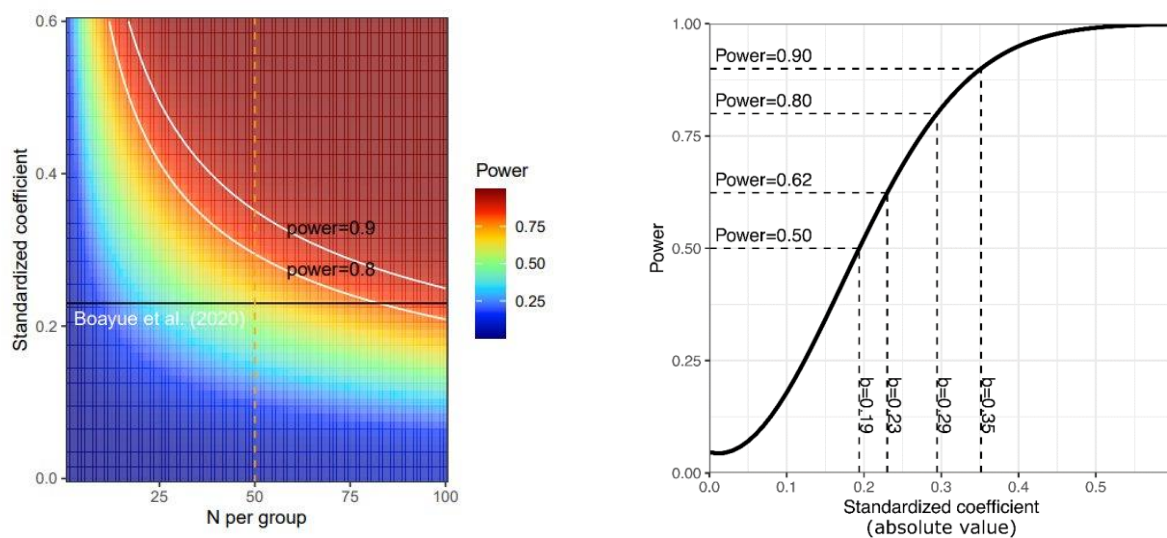 0.6
0.4
0.2
0.0
Standardized coefficient
power=0.9
power=0.8
Boayue et al. (2020)
25
50
75
100
N per group
Power
0.75
0.50
0.25
1.00
0.75
0.50
0.25
0.00
Power
Power=0.90
Power=0.80
Power=0.62
Power=0.50
b=0.19
b=0.23
b=0.29
b=0.35
0.0
0.1
0.2
0.3
0.4
0.5
Standardized coefficient
(absolute value)